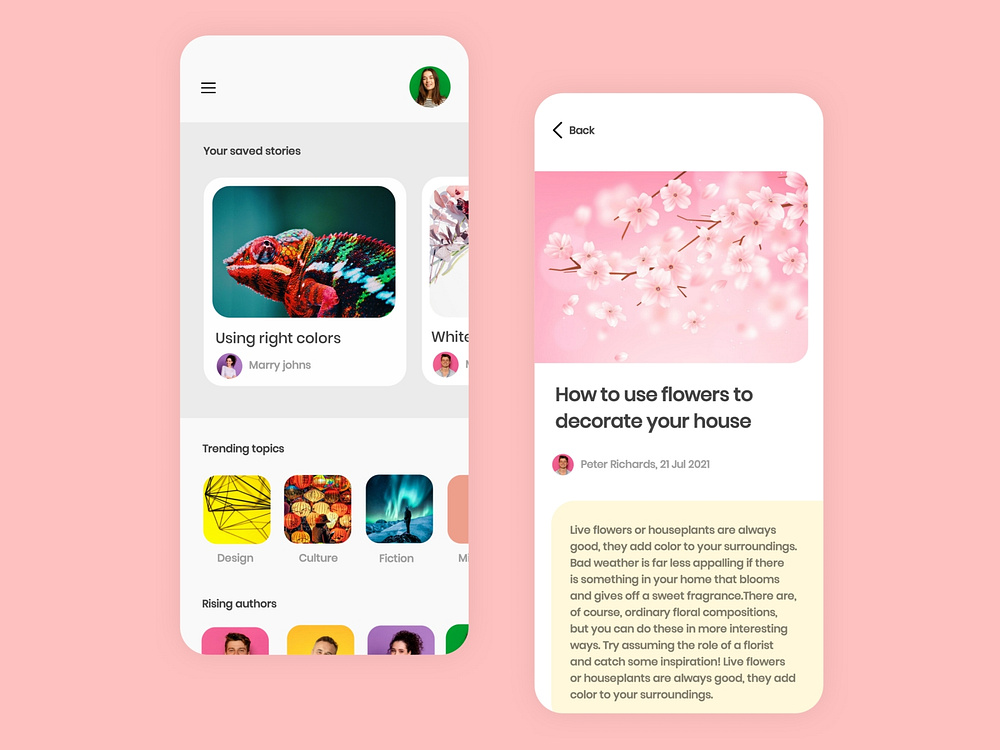 Your saved stories
Using right colors
Marry johns
White
Trending topics
Design
Culture
Fiction
Rising authors
Back
How to use flowers to
decorate your house
Peter Richards, 21 Jul 2021
Live flowers or houseplants are always
good, they add color to your surroundings.
Bad weather is far less appalling if there
is something in your home that blooms
and gives off a sweet fragrance.There are,
of course, ordinary floral compositions,
but you can do these in more interesting
ways. Try assuming the role of a florist
and catch some inspiration! Live flowers
or houseplants are always good, they add
color to your surroundings.